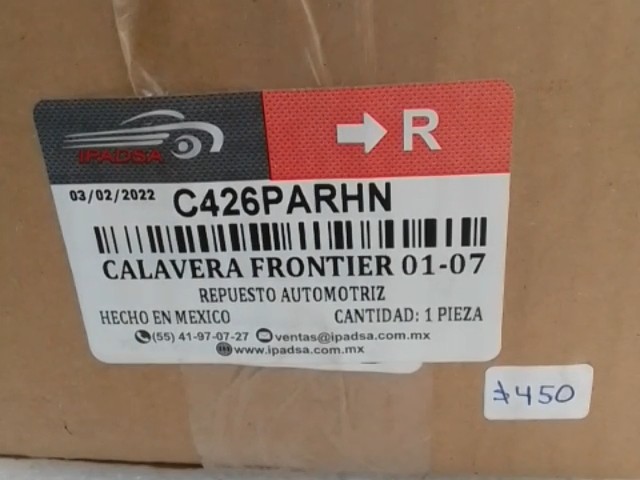 IPADSA
R
03/02/2022 C426PARHN
CALAVERA FRONTIER 01-07
REPUESTO AUTOMOTRIZ
HECHO EN MEXICO CANTIDAD: 1 PIEZA
(55) 41-97-07-27 ventas@ipadsa.com.mx
www.ipadsa.com.mx
450